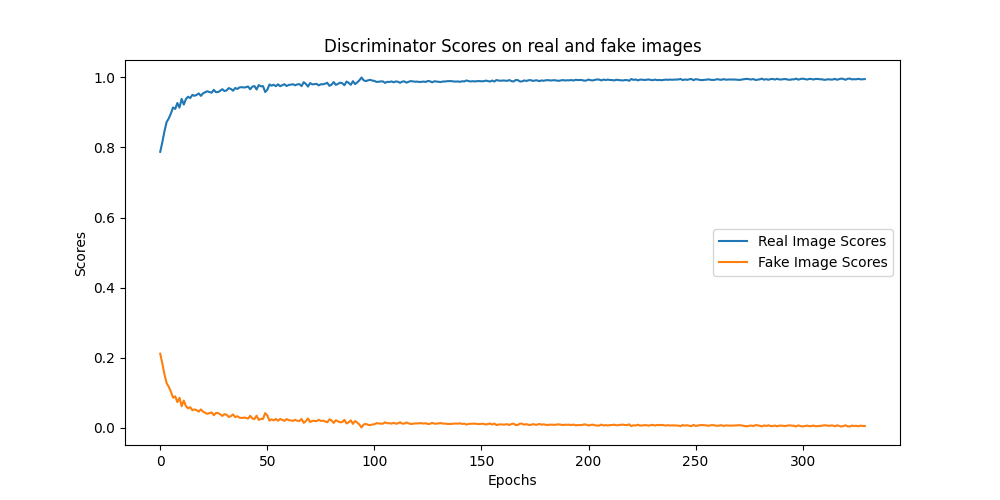 Discriminator Scores on real and fake images
1.0
0.8
0.6
0.4
0.2
0.0
Scores
Real Image Scores
Fake Image Scores
0 50 100 150 200 250 300
Epochs